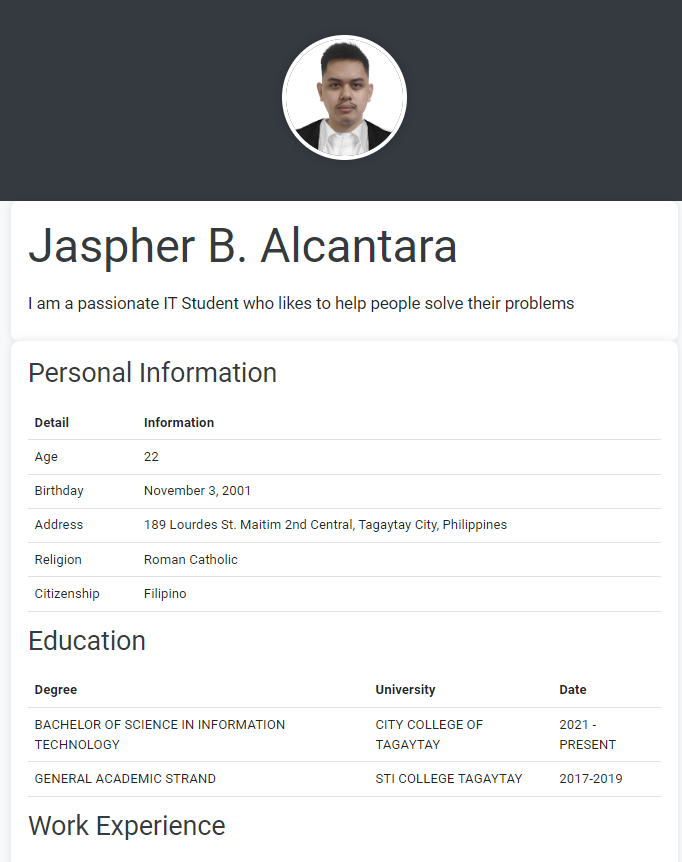 Jaspher B. Alcantara
I am a passionate IT Student who likes to help people solve their problems
Personal Information
Detail Information
Age 22
Birthday November 3, 2001
Address 189 Lourdes St. Maitim 2nd Central, Tagaytay City, Philippines
Religion Roman Catholic
Citizenship Filipino
Education
Degree University Date
BACHELOR OF SCIENCE IN INFORMATION CITY COLLEGE OF 2021 -
TECHNOLOGY TAGAYTAY PRESENT
GENERAL ACADEMIC STRAND STI COLLEGE TAGAYTAY 2017-2019
Work Experience